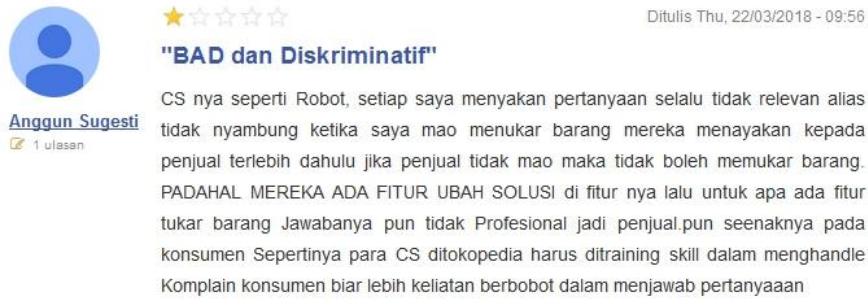 Ditulis Thu, 22/03/2018 - 09:56
"BAD dan Diskriminatif"
CS nya seperti Robot, setiap saya menyakan pertanyaan selalu tidak relevan alias
Anggun Sugesti
tidak nyambung ketika saya mao menukar barang mereka menayakan kepada
1 ulasan
penjual terlebih dahulu jika penjual tidak mao maka tidak boleh memukar barang.
PADAHAL MEREKA ADA FITUR UBAH SOLUSI di fitur nya lalu untuk apa ada fitur
tukar barang Jawabanya pun tidak Profesional jadi penjual.pun seenaknya pada
konsumen Sepertinya para CS ditokopedia harus ditraining skill dalam menghandle
Komplain konsumen biar lebih keliatan berbobot dalam menjawab pertanyaaan